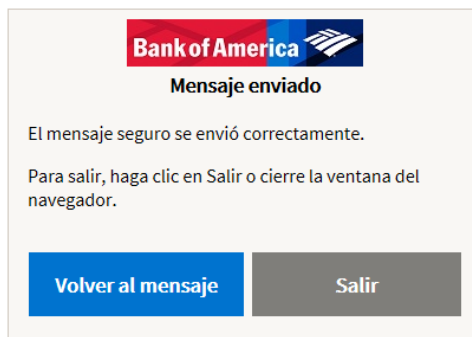 Bank of America
Mensaje enviado
El mensaje seguro se envió correctamente.
Para salir, haga clic en Salir o cierre la ventana del
navegador.
Volver al mensaje
Salir